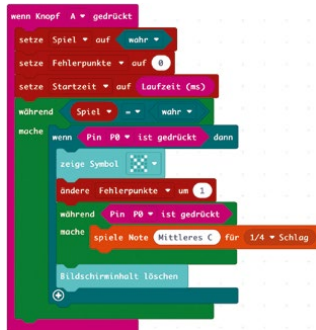 wenn Knopf A gedrückt
setze Spiel auf wahr
setze Fehlerpunkte auf 0
setze Startzeit auf Laufzeit (ms)
während Spiel = wahr
mache wenn Pin P0 ist gedrückt dann
zeige Symbol
ändere Fehlerpunkte um 1
während Pin P0 ist gedrückt
mache spiele Note Mittleres C für 1/4 Schlag
Bildschirminhalt löschen